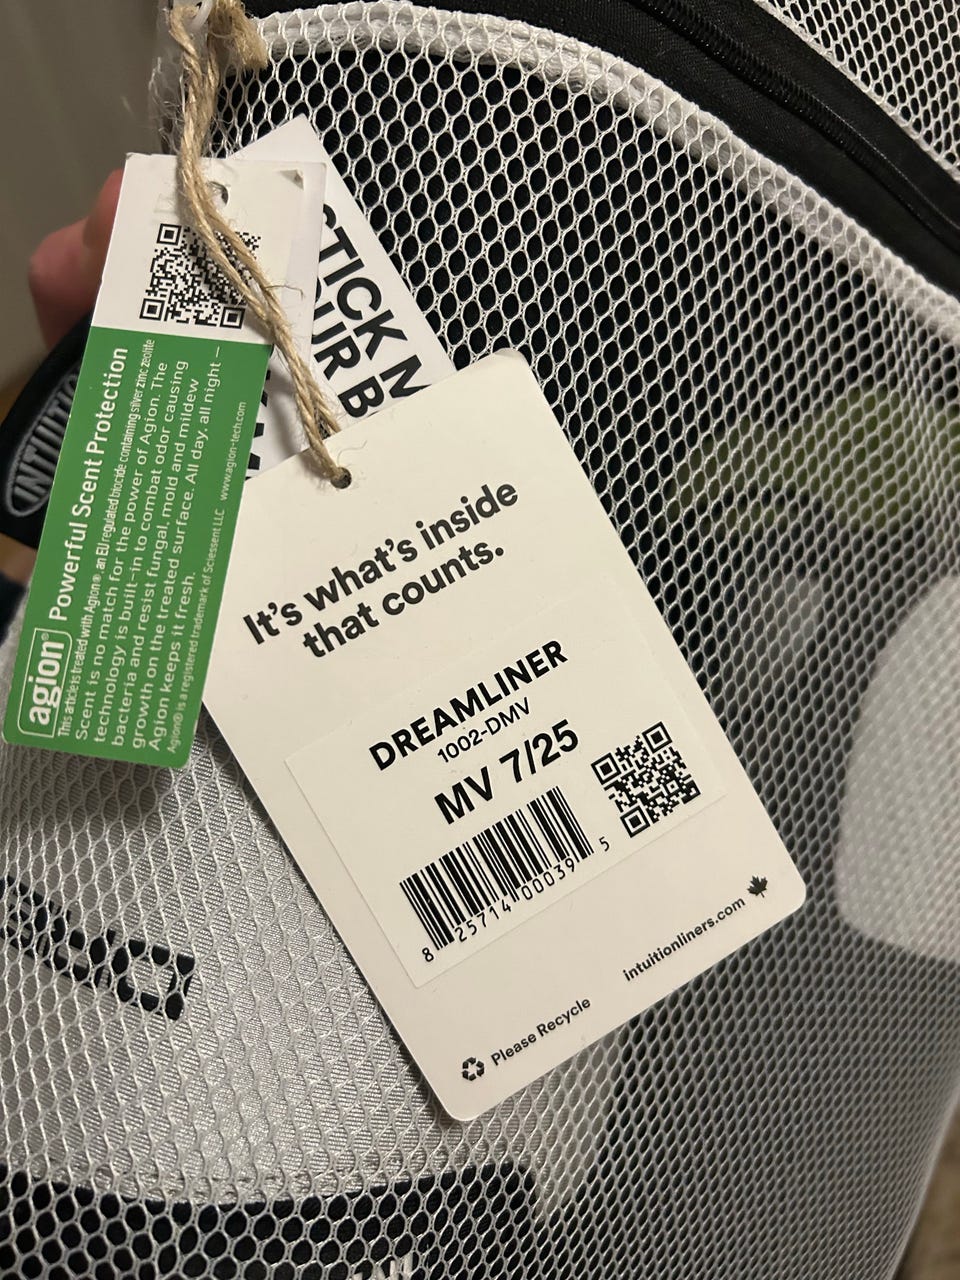 It's what's inside
that counts.
DREAMLINER
1002-DMV
MV 7/25
8 25714 00039 5
Please Recycle
intuitionliners.com
agion® Powerful Scent Protection
This article is treated with Agion®, an EU regulated biocide containing silver zinc zeolite
Scent is no match for the power of Agion. The
technology is built-in to combat odor causing
bacteria and resist fungal, mold and mildew
growth on the treated surface. All day, all night —
Agion keeps it fresh.
Agion® is a registered trademark of Sciessent LLC www.agion-tech.com
STICK M
UR B
INTUITI